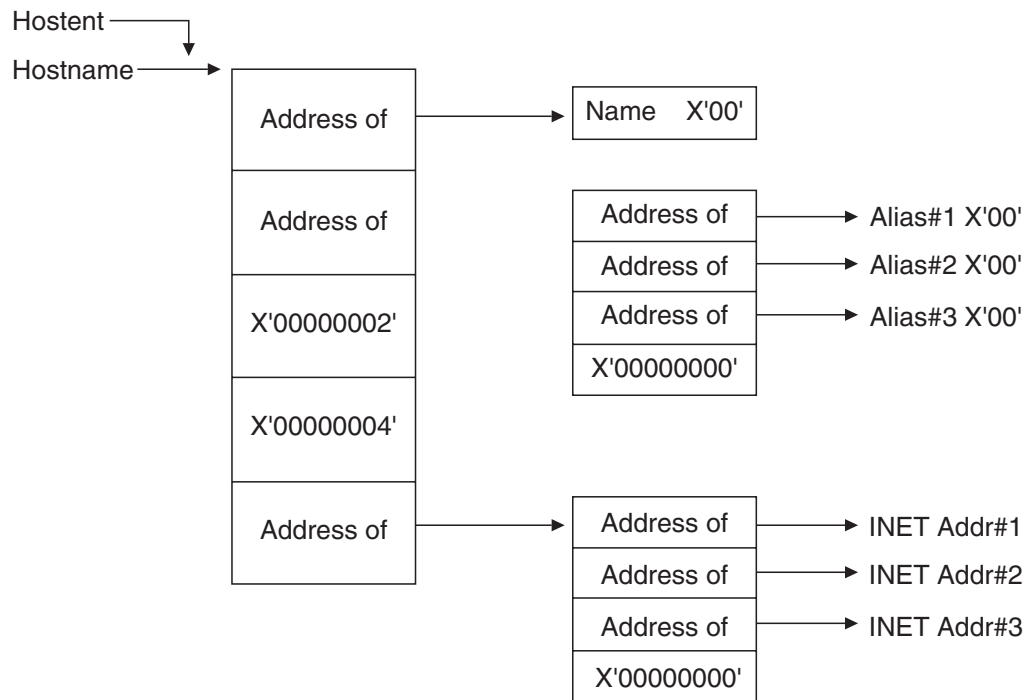 Hostent
Hostname
Address of
Address of
X'00000002'
X'00000004'
Address of
Name X'00'
Address of
Alias#1 X'00'
Address of
Alias#2 X'00'
Address of
Alias#3 X'00'
X'00000000'
Address of
INET Addr#1
Address of
INET Addr#2
Address of
INET Addr#3
X'00000000'